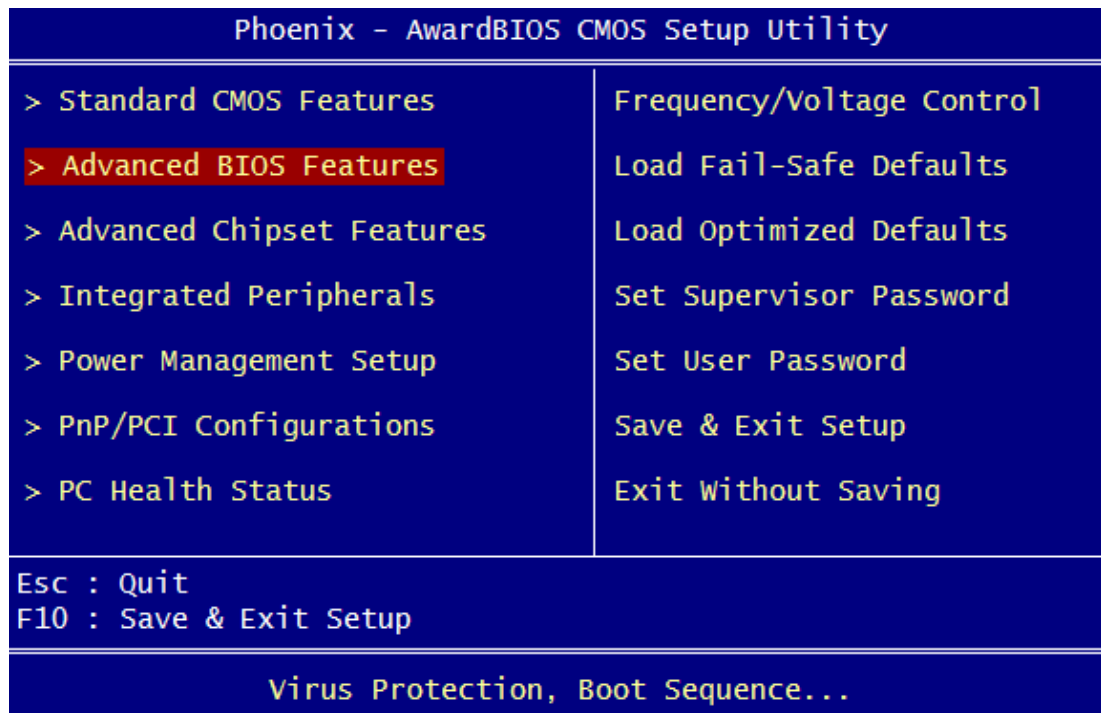 Phoenix - AwardBIOS CMOS Setup Utility
> Standard CMOS Features
> Advanced BIOS Features
> Advanced Chipset Features
> Integrated Peripherals
> Power Management Setup
> PnP/PCI Configurations
> PC Health Status
Frequency/Voltage Control
Load Fail-Safe Defaults
Load Optimized Defaults
Set Supervisor Password
Set User Password
Save & Exit Setup
Exit Without Saving
Esc : Quit
F10 : Save & Exit Setup
Virus Protection, Boot Sequence...